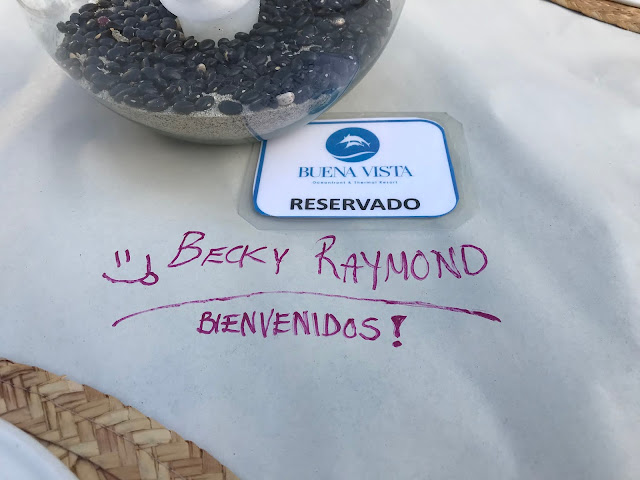 BUENA VISTA
Oceanfront & Thermal Resort
RESERVADO
BECKY RAYMOND
BIENVENIDOS!